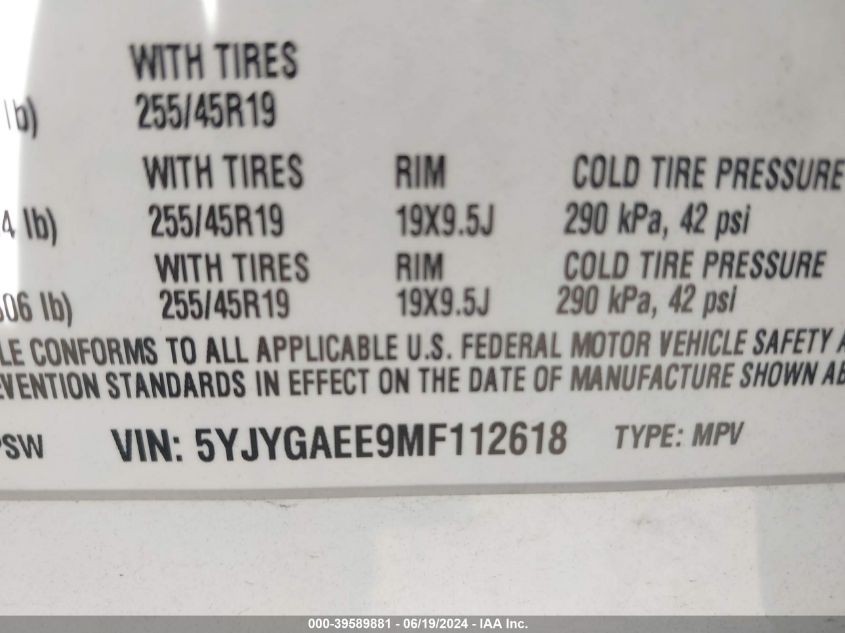 WITH TIRES
lb) 255/45R19
WITH TIRES RIM COLD TIRE PRESSURE
4 lb) 255/45R19 19X9.5J 290 kPa, 42 psi
WITH TIRES RIM COLD TIRE PRESSURE
606 lb) 255/45R19 19X9.5J 290 kPa, 42 psi
LE CONFORMS TO ALL APPLICABLE U.S. FEDERAL MOTOR VEHICLE SAFETY A
EVENTION STANDARDS IN EFFECT ON THE DATE OF MANUFACTURE SHOWN AB
PSW VIN: 5YJYGAEE9MF112618 TYPE: MPV
000-39589881 - 06/19/2024 - IAA Inc.